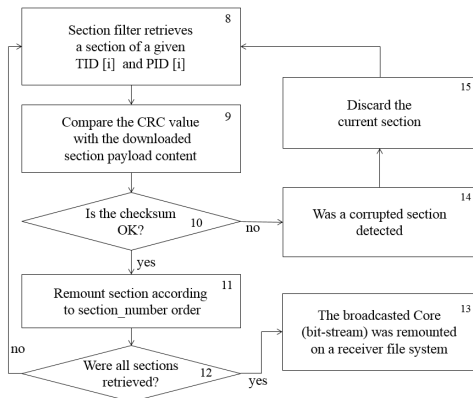 8
Section filter retrieves
a section of a given
TID [i] and PID [i]
9
Compare the CRC value
with the downloaded
section payload content
Is the checksum
OK?
10
no
yes
11
Remount section according
to section_number order
Were all sections
retrieved?
12
no
yes
13
The broadcasted Core
(bit-stream) was remounted
on a receiver file system
14
Was a corrupted section
detected
15
Discard the
current section